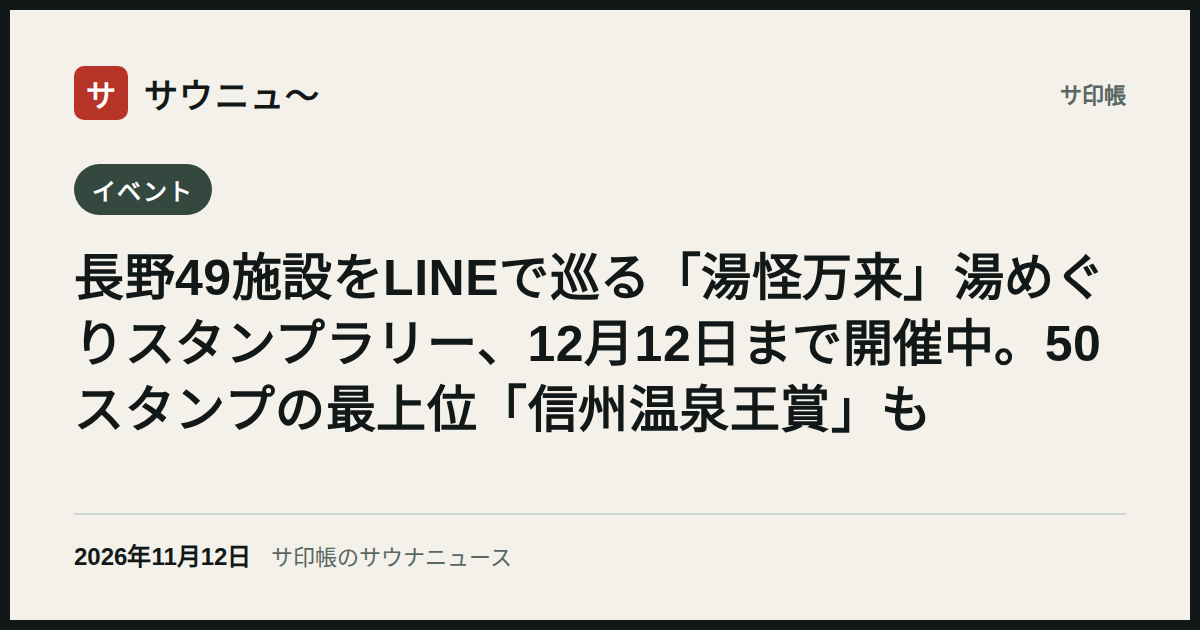 サ サウニュ〜
サ印帳
イベント
長野49施設をLINEで巡る「湯怪万来」湯めぐ
りスタンプラリー、12月12日まで開催中。50
スタンプの最上位「信州温泉王賞」も
2026年11月12日 サ印帳のサウナニュース